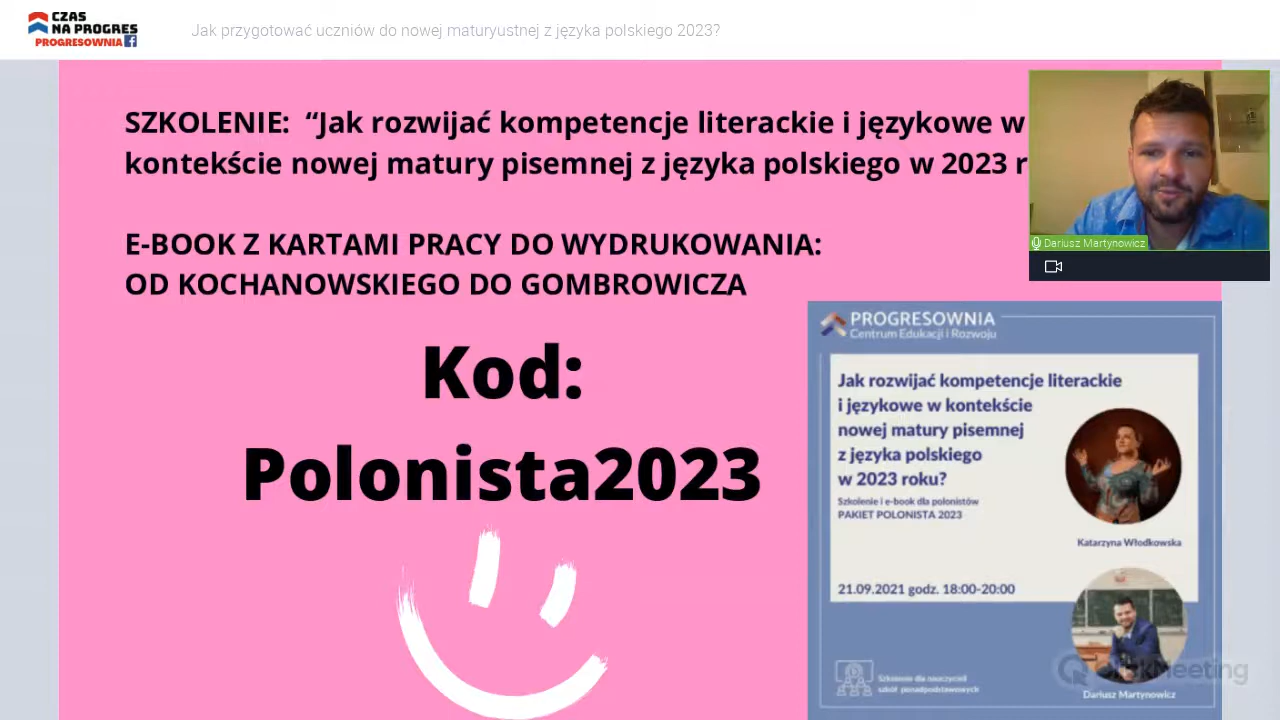 CZAS
NA PROGRES
PROGRESOWNIA
Jak przygotować uczniów do nowej maturyustnej z języka polskiego 2023?
SZKOLENIE: “Jak rozwijać kompetencje literackie i językowe w
kontekście nowej matury pisemnej z języka polskiego w 2023 r
E-BOOK Z KARTAMI PRACY DO WYDRUKOWANIA:
OD KOCHANOWSKIEGO DO GOMBROWICZA
Kod:
Polonista2023
Dariusz Martynowicz
PROGRESOWNIA
Centrum Edukacji i Rozwoju
Jak rozwijać kompetencje literackie
i językowe w kontekście
nowej matury pisemnej
z języka polskiego
w 2023 roku?
Szkolenie i e-book dla polonistów
PAKIET POLONISTA 2023
Katarzyna Włodkowska
21.09.2021 godz. 18:00-20:00
Szkolenie dla nauczycieli
szkół ponadpodstawowych
Dariusz Martynowicz
ClickMeeting